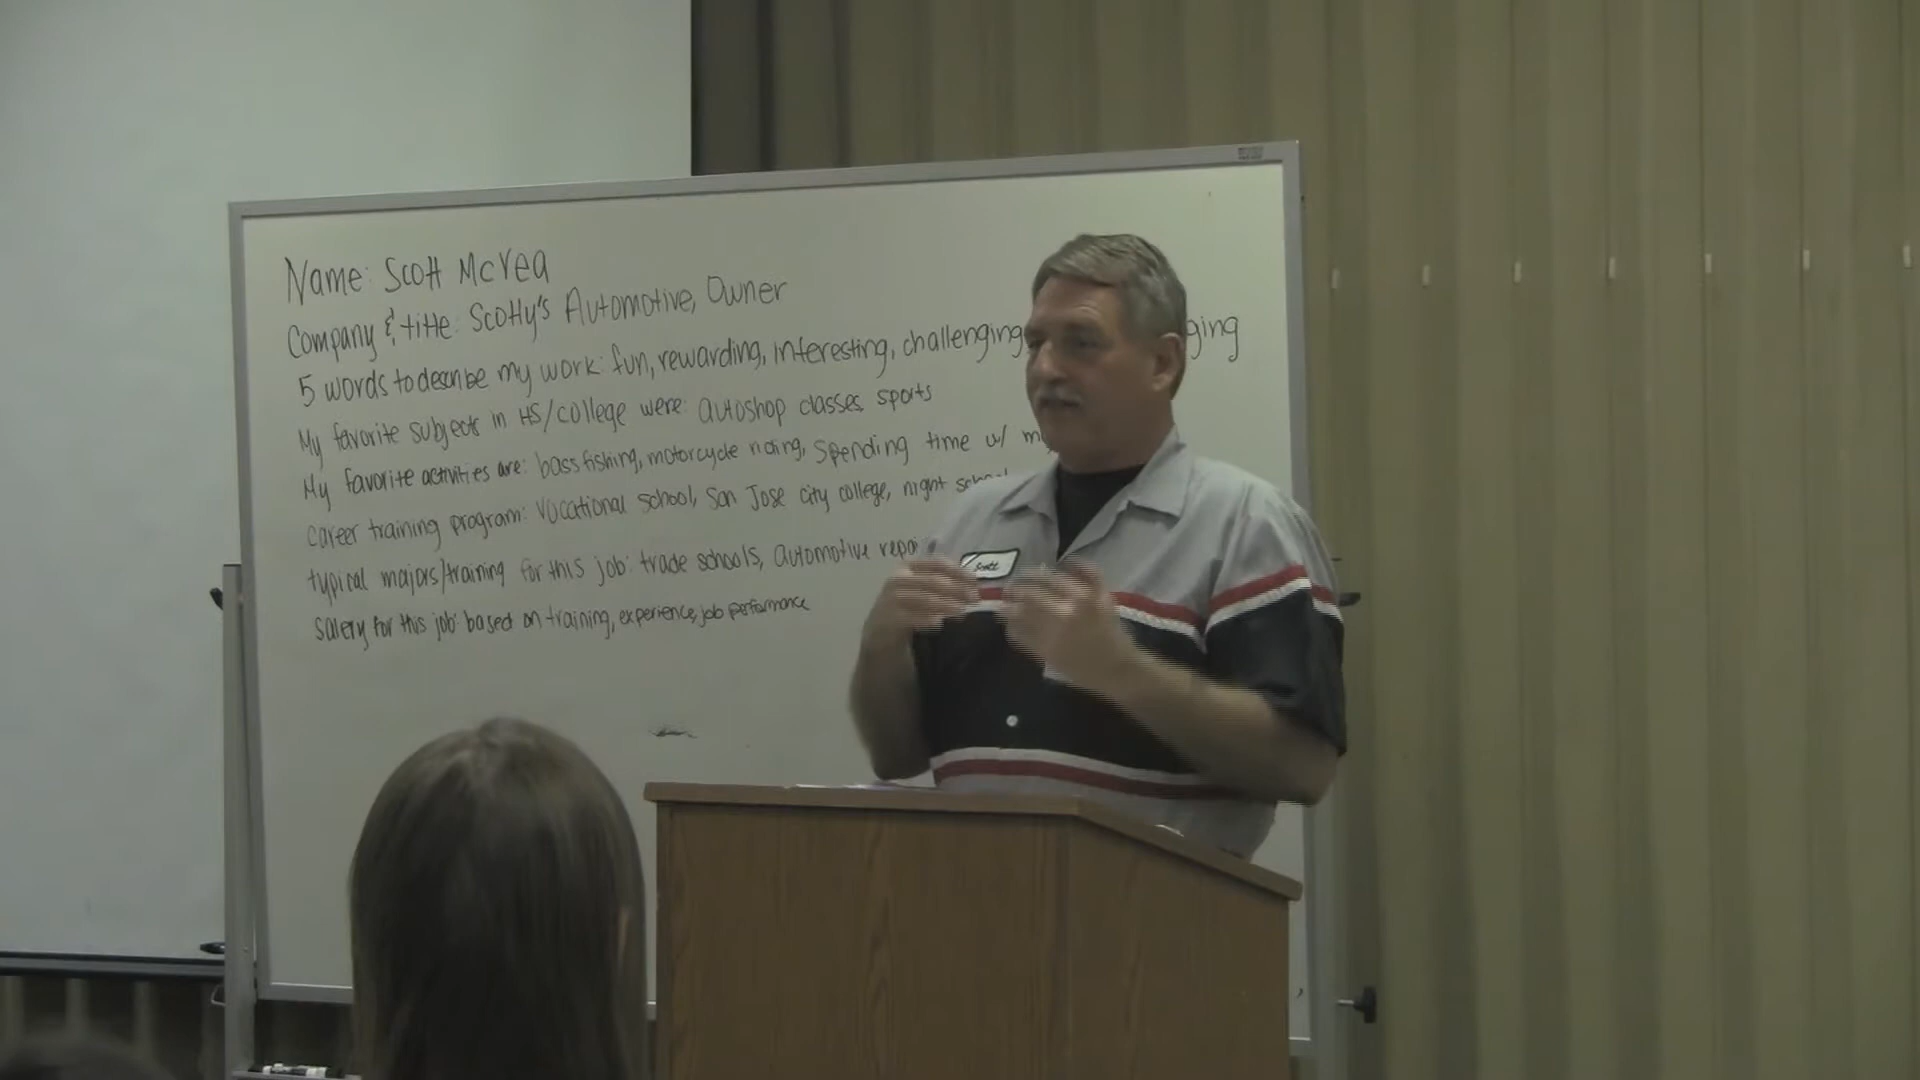 Name: Scott McVea
Company & title: Scotty's Automotive, Owner
5 words to describe my work: fun, rewarding, interesting, challenging
My favorite subjects in HS/College were: autoshop classes, sports
My favorite activities are: bass fishing, motorcycle riding, spending time w/
career training program: vocational school, San Jose city college, night school
typical majors/training for this job: trade schools, automotive
salery for this job: based on training, experience, job performance
Scott